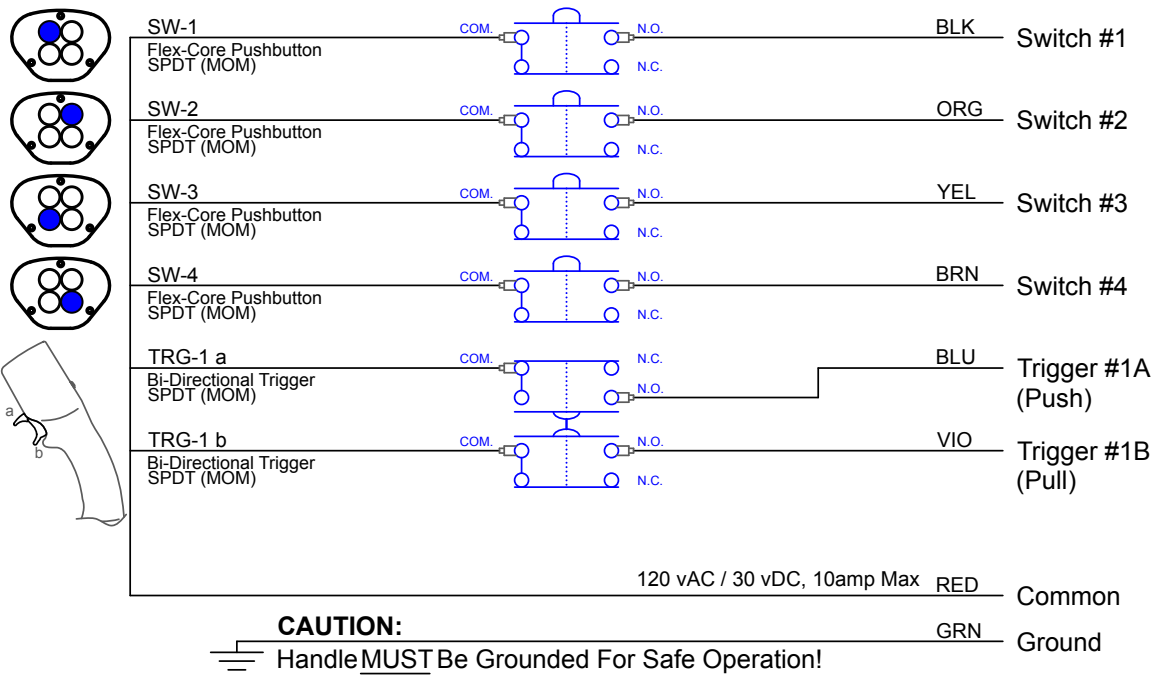 SW-1 COM. N.O. BLK Switch #1
Flex-Core Pushbutton
SPDT (MOM) N.C.
SW-2 COM. N.O. ORG Switch #2
Flex-Core Pushbutton
SPDT (MOM) N.C.
SW-3 COM. N.O. YEL Switch #3
Flex-Core Pushbutton
SPDT (MOM) N.C.
SW-4 COM. N.O. BRN Switch #4
Flex-Core Pushbutton
SPDT (MOM) N.C.
TRG-1 a COM. N.C. BLU Trigger #1A
Bi-Directional Trigger N.O. (Push)
SPDT (MOM)
a
TRG-1 b COM. N.O. VIO Trigger #1B
b
Bi-Directional Trigger (Pull)
SPDT (MOM) N.C.
120 vAC / 30 vDC, 10amp Max RED Common
CAUTION: GRN Ground
Handle MUST Be Grounded For Safe Operation!